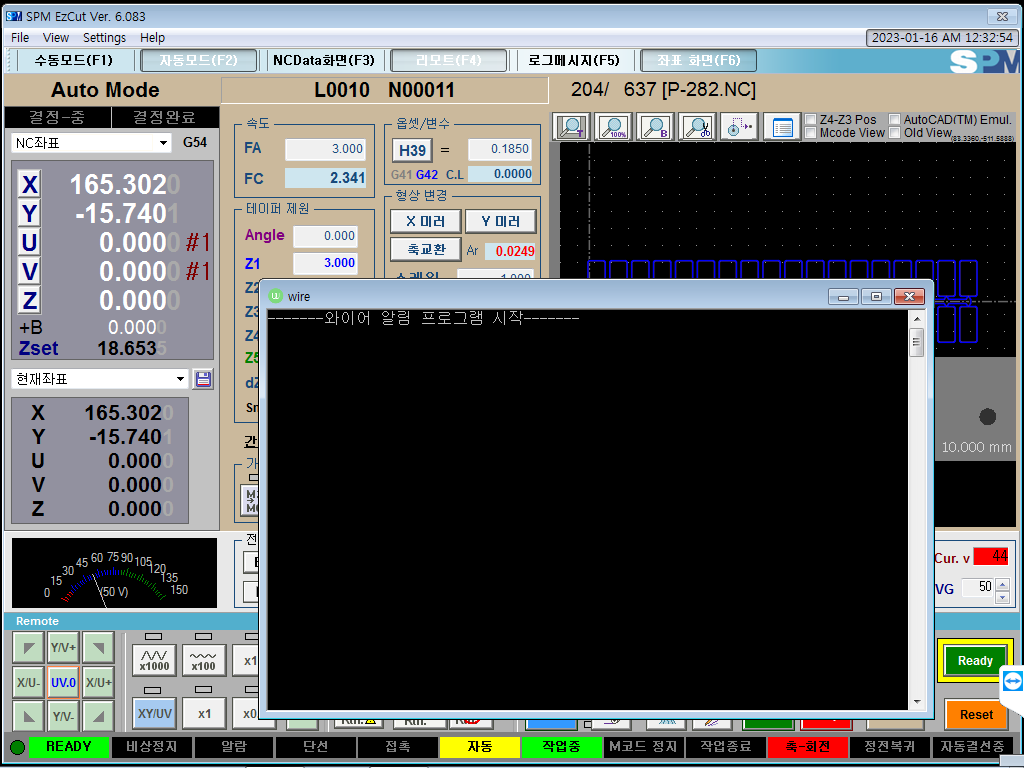 SPM EzCut Ver. 6.083
File View Settings Help
2023-01-16 AM 12:32:54
수동모드(F1) 자동모드(F2) NCData화면(F3) 리모트(F4) 로그메시지(F5) 좌표 화면(F6)
SPM
Auto Mode
L0010 N00011
204/ 637 [P-282.NC]
결정-중 결정완료
NC좌표 G54
X 165.3020
Y -15.7401
U 0.0000 #1
V 0.0000 #1
Z 0.0000
+B 0.0000
Zset 18.6535
현재좌표
X 165.3020
Y -15.7401
U 0.0000
V 0.0000
Z 0.0000
속도
FA 3.000
FC 2.341
테이퍼 제원
Angle 0.000
Z1 3.000
Z2
Z3
Z4
Z5
옵셋/변수
H39 = 0.1850
G41 G42 C.L 0.0000
형상 변경
X 미러 Y 미러
축교환 Ar 0.0249
Z4-Z3 Pos AutoCAD(TM) Emul.
Mcode View Old View
(83.3360,-611.5888)
wire
-------와이어 알림 프로그램 시작-------
10.000 mm
0 15 30 45 60 75 90 105 120 135 150
(50 V)
Cur. v 44
VG 50
Remote
Y/V+
X/U- UV.0 X/U+
Y/V-
x1000 x100
XY/UV x1
Ready
Reset
READY 비상정지 알람 단선 접촉 자동 작업중 M코드 정지 작업종료 축-회전 정전복귀 자동결선중